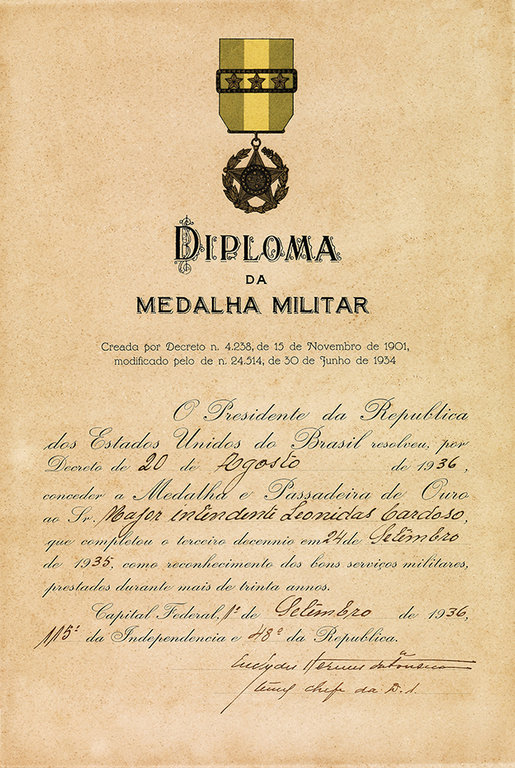 DIPLOMA
DA
MEDALHA MILITAR
Creada por Decreto n. 4.238, de 15 de Novembro de 1901,
modificado pelo de n. 24.514, de 30 de Junho de 1934
O Presidente da Republica
dos Estados Unidos do Brasil resolveu, por
Decreto de 20 de Agosto de 1936,
conceder a Medalha e Passadeira de Ouro
ao Sr. Major intendente Leonidas Cardoso,
que completou o terceiro decennio em 24 de Setembro
de 1935, como reconhecimento dos bons serviços militares,
prestados durante mais de trinta annos.
Capital Federal, 1º de Setembro de 1936,
115º da Independencia e 48º da Republica.
Euclydes Hermes da Fonseca
chefe da D. I.